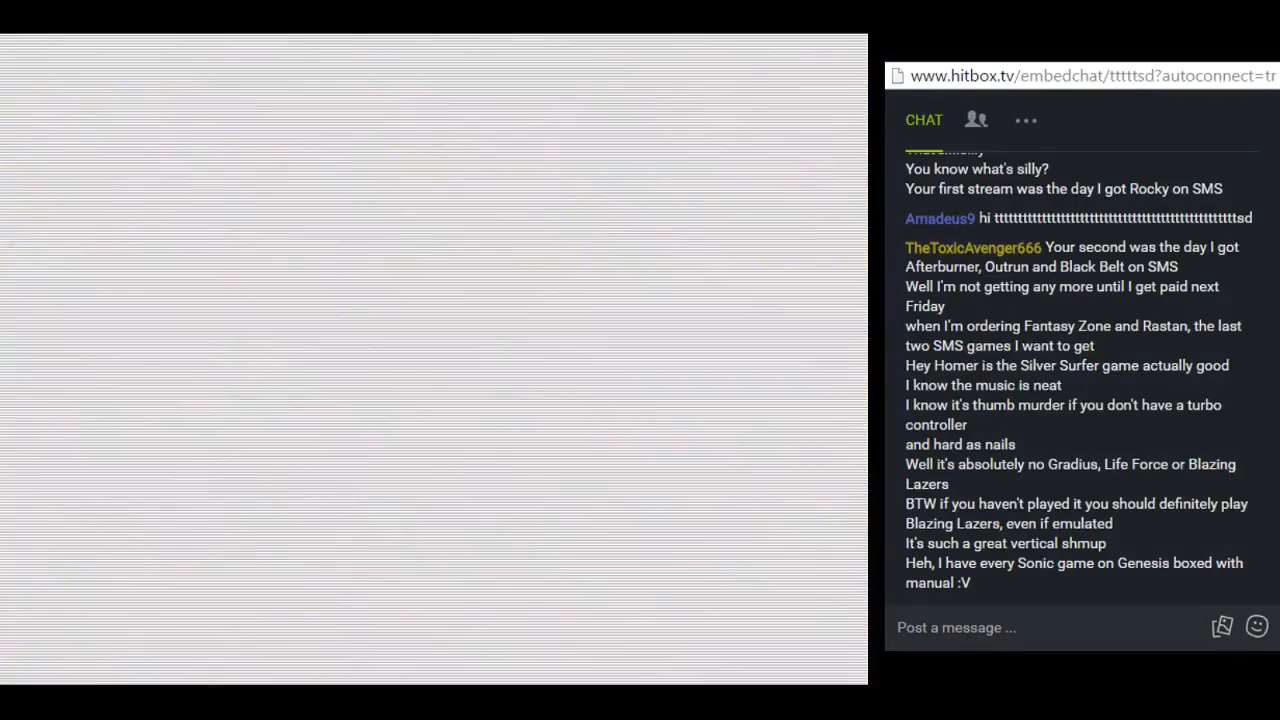 www.hitbox.tv/embedchat/tttttsd?autoconnect=tr
CHAT
You know what's silly?
Your first stream was the day I got Rocky on SMS
Amadeus9 hi tttttttttttttttttttttttttttttttttttttttttttttttttttsd
TheToxicAvenger666 Your second was the day I got
Afterburner, Outrun and Black Belt on SMS
Well I'm not getting any more until I get paid next
Friday
when I'm ordering Fantasy Zone and Rastan, the last
two SMS games I want to get
Hey Homer is the Silver Surfer game actually good
I know the music is neat
I know it's thumb murder if you don't have a turbo
controller
and hard as nails
Well it's absolutely no Gradius, Life Force or Blazing
Lazers
BTW if you haven't played it you should definitely play
Blazing Lazers, even if emulated
It's such a great vertical shmup
Heh, I have every Sonic game on Genesis boxed with
manual :V
Post a message ...